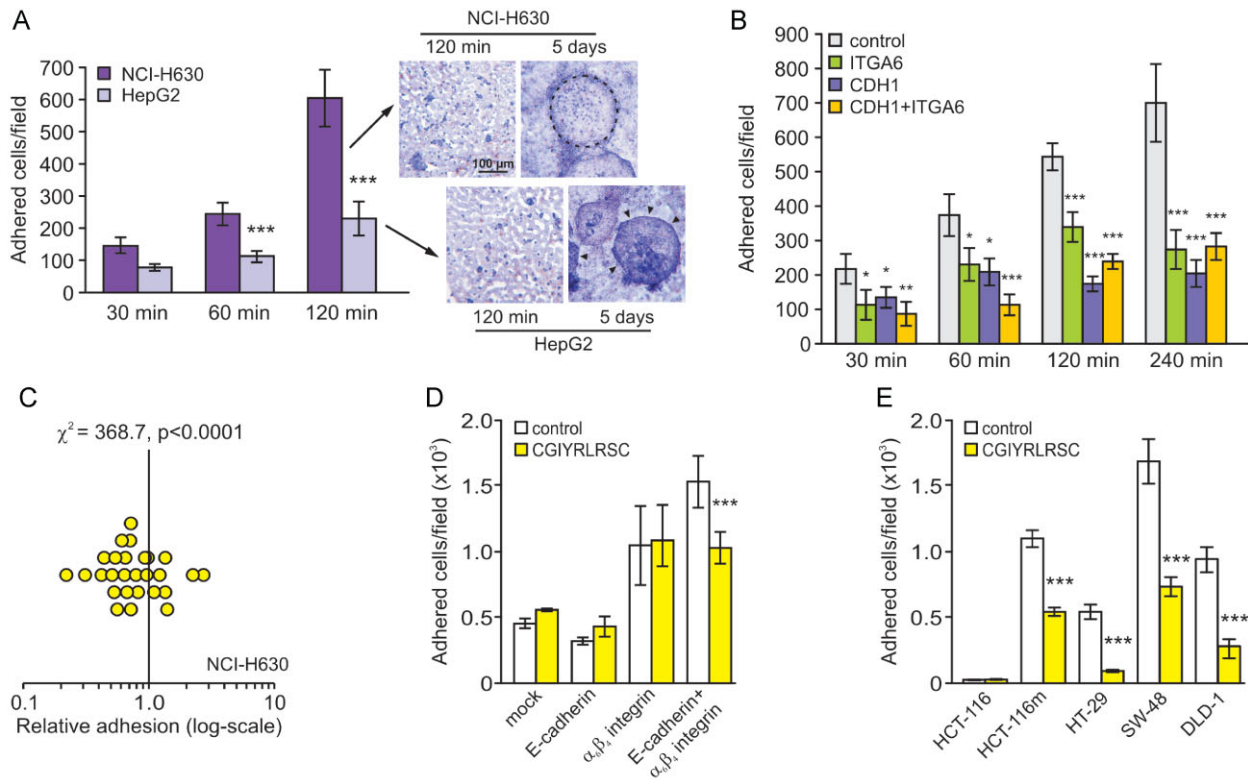 A
Adhered cells/field
700
600
500
400
300
200
100
0
NCI-H630
HepG2
***
***
30 min
60 min
120 min
NCI-H630
120 min
5 days
100 µm
120 min
5 days
HepG2
B
Adhered cells/field
900
800
700
600
500
400
300
200
100
0
control
ITGA6
CDH1
CDH1+ITGA6
* * **
* * ***
*** *** ***
*** *** ***
30 min
60 min
120 min
240 min
C
χ² = 368.7, p<0.0001
NCI-H630
0.1
1.0
10
Relative adhesion (log-scale)
D
Adhered cells/field (x10³)
2.0
1.5
1.0
0.5
0
control
CGIYRLRSC
***
mock
E-cadherin
α₆β₄ integrin
E-cadherin+
α₆β₄ integrin
E
Adhered cells/field (x10³)
2.0
1.5
1.0
0.5
0
control
CGIYRLRSC
***
***
***
***
HCT-116
HCT-116m
HT-29
SW-48
DLD-1